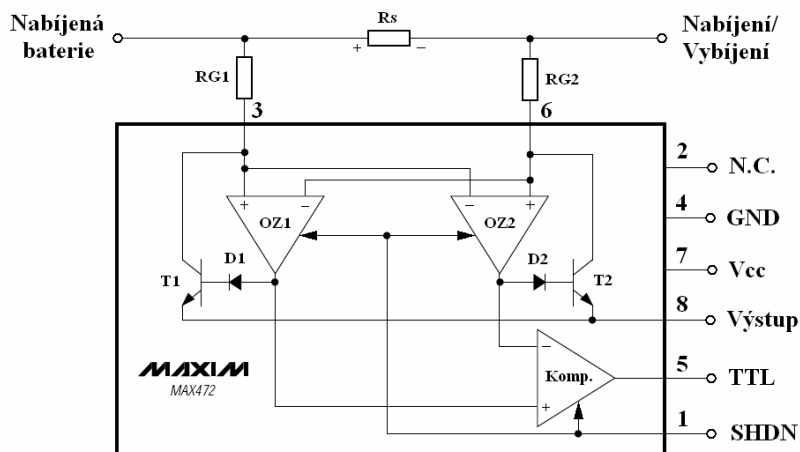 Nabíjená
baterie
Rs
+
−
Nabíjení/
Vybíjení
RG1
RG2
3
6
2
N.C.
+
−
−
+
OZ1
OZ2
4
GND
D1
D2
T1
T2
7
Vcc
8
Výstup
MAXIM
MAX472
−
Komp.
+
5
TTL
1
SHDN